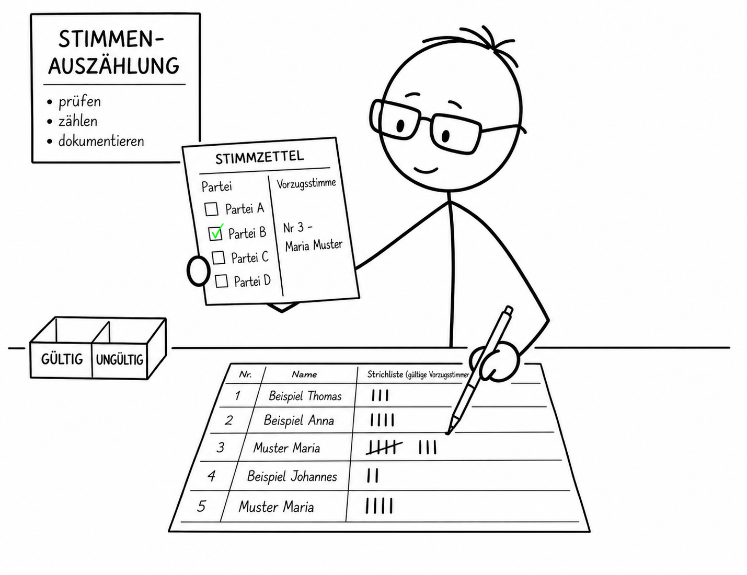 STIMMEN-
AUSZÄHLUNG
• prüfen
• zählen
• dokumentieren
STIMMZETTEL
Partei Vorzugsstimme
Partei A
Partei B
Partei C
Partei D
Nr 3 –
Maria Muster
GÜLTIG UNGÜLTIG
Nr. Name Strichliste (gültige Vorzugsstimmen
1 Beispiel Thomas
2 Beispiel Anna
3 Muster Maria
4 Beispiel Johannes
5 Muster Maria